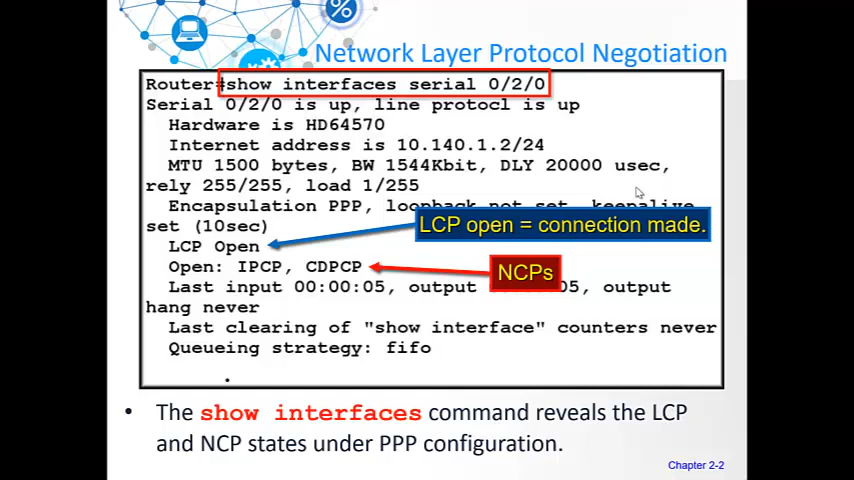 %
Network Layer Protocol Negotiation
Router#show interfaces serial 0/2/0
Serial 0/2/0 is up, line protocl is up
Hardware is HD64570
Internet address is 10.140.1.2/24
MTU 1500 bytes, BW 1544Kbit, DLY 20000 usec,
rely 255/255, load 1/255
Encapsulation PPP, loopback not set, keepalive
set (10sec)
LCP open = connection made.
LCP Open
Open: IPCP, CDPCP
NCPs
Last input 00:00:05, output 05, output
hang never
Last clearing of "show interface" counters never
Queueing strategy: fifo
.
• The show interfaces command reveals the LCP
and NCP states under PPP configuration.
Chapter 2-2